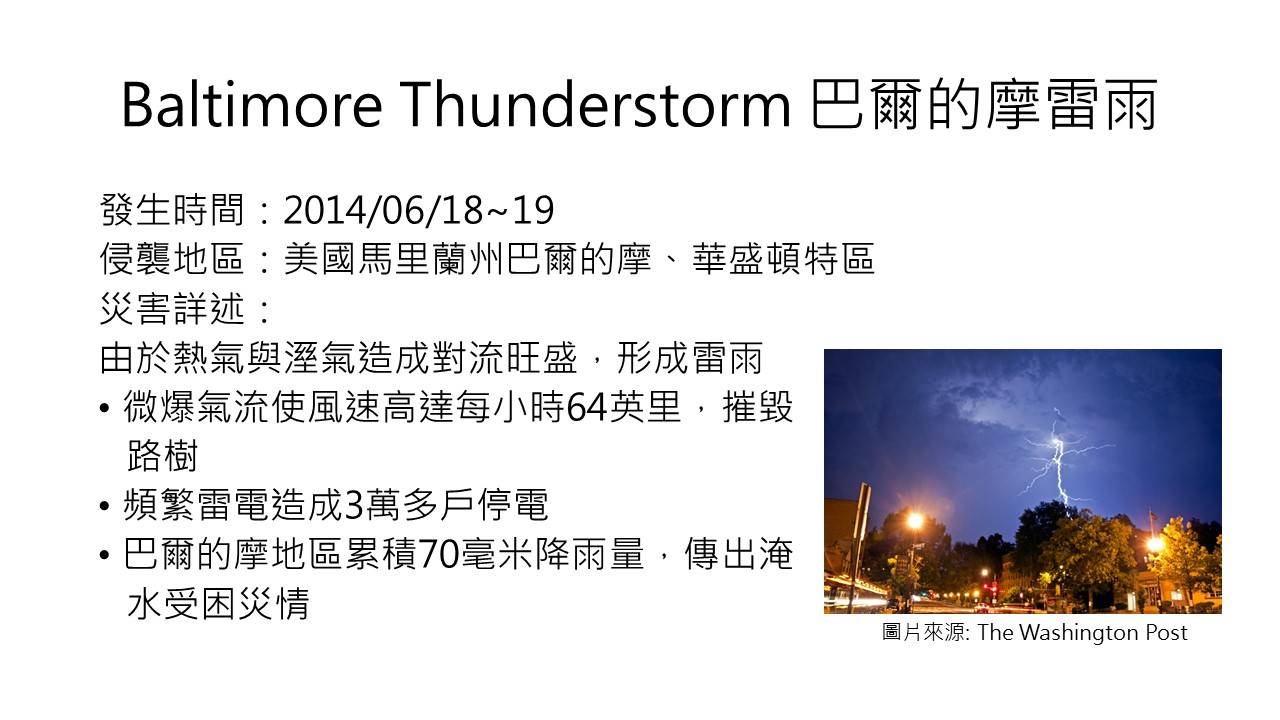 Baltimore Thunderstorm 巴爾的摩雷雨
發生時間：2014/06/18~19
侵襲地區：美國馬里蘭州巴爾的摩、華盛頓特區
災害詳述：
由於熱氣與溼氣造成對流旺盛，形成雷雨
• 微爆氣流使風速高達每小時64英里，摧毀
路樹
• 頻繁雷電造成3萬多戶停電
• 巴爾的摩地區累積70毫米降雨量，傳出淹
水受困災情
圖片來源: The Washington Post